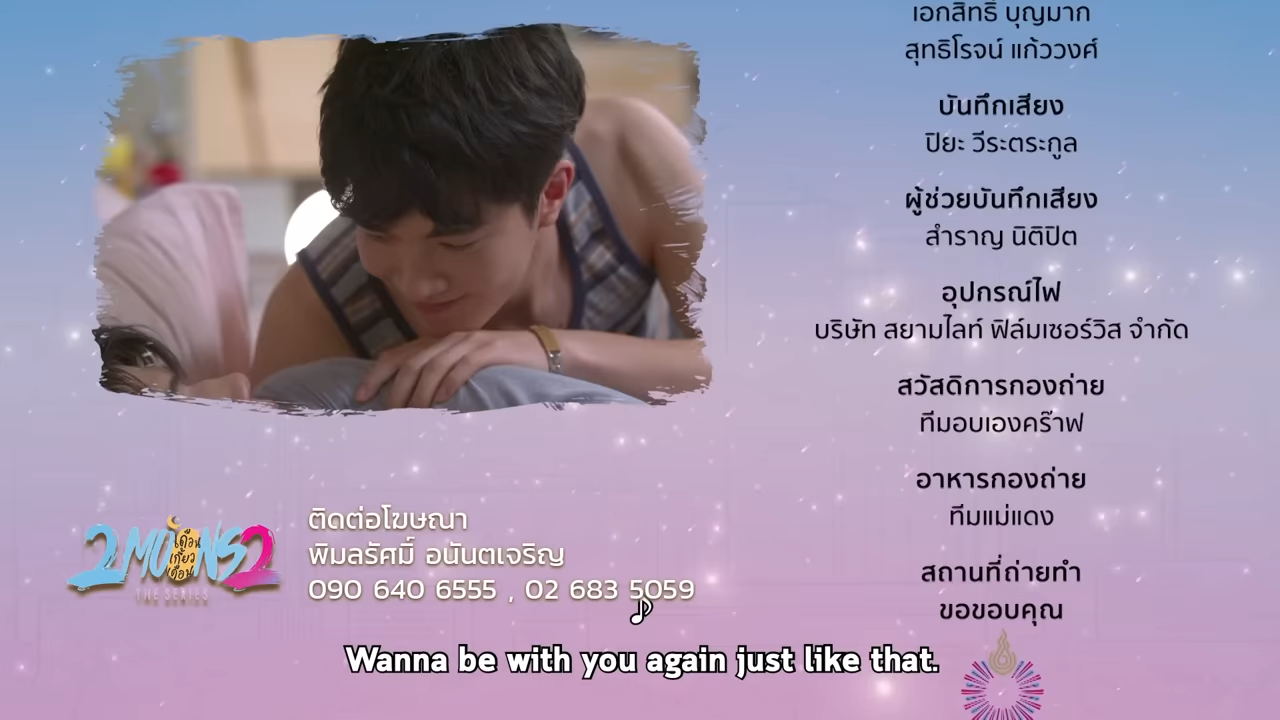 เอกสิทธิ์ บุญมาก
สุทธิโรจน์ แก้ววงศ์
บันทึกเสียง
ปิยะ วีระตระกูล
ผู้ช่วยบันทึกเสียง
สำราญ นิติปิต
อุปกรณ์ไฟ
บริษัท สยามไลท์ ฟิล์มเซอร์วิส จำกัด
สวัสดิการกองถ่าย
ทีมอบเองคร๊าฟ
อาหารกองถ่าย
ทีมแม่แดง
สถานที่ถ่ายทำ
ขอขอบคุณ
2MOONS2
เดือน
เกี้ยว
เดือน
THE SERIES
ติดต่อโฆษณา
พิมลรัศมิ์ อนันตเจริญ
090 640 6555 , 02 683 5059
♪
Wanna be with you again just like that.